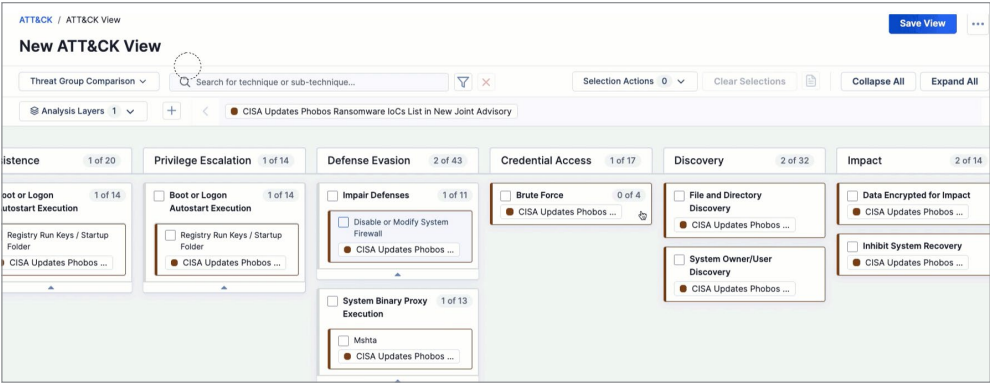 ATT&CK / ATT&CK View
Save View
New ATT&CK View
Threat Group Comparison
Search for technique or sub-technique...
Selection Actions 0
Clear Selections
Collapse All
Expand All
Analysis Layers 1
CISA Updates Phobos Ransomware IoCs List in New Joint Advisory
istence 1 of 20
oot or Logon 1 of 14
utostart Execution
Registry Run Keys / Startup
Folder
CISA Updates Phobos ...
Privilege Escalation 1 of 14
Boot or Logon 1 of 14
Autostart Execution
Registry Run Keys / Startup
Folder
CISA Updates Phobos ...
Defense Evasion 2 of 43
Impair Defenses 1 of 11
Disable or Modify System
Firewall
CISA Updates Phobos ...
System Binary Proxy 1 of 13
Execution
Mshta
CISA Updates Phobos ...
Credential Access 1 of 17
Brute Force 0 of 4
CISA Updates Phobos ...
Discovery 2 of 32
File and Directory
Discovery
CISA Updates Phobos ...
System Owner/User
Discovery
CISA Updates Phobos ...
Impact 2 of 14
Data Encrypted for Impact
CISA Updates Phobos ...
Inhibit System Recovery
CISA Updates Phobos ...